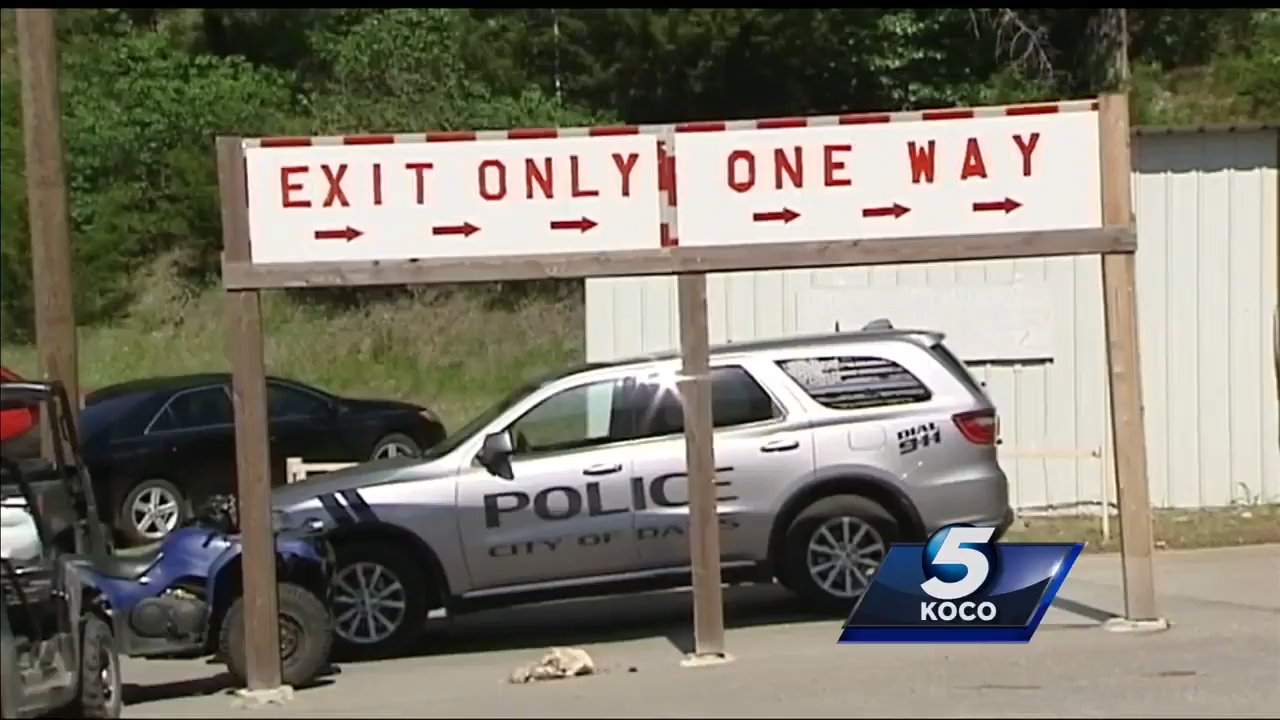 EXIT ONLY ONE WAY
DIAL
911
POLICE
CITY OF DAVIS
5
KOCO